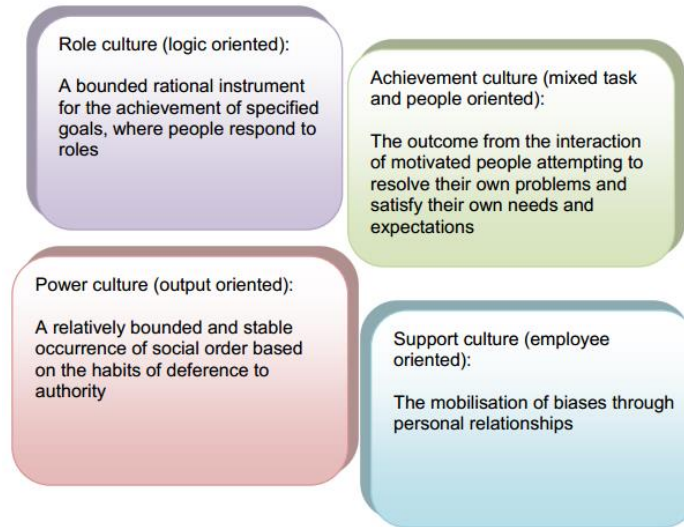 Role culture (logic oriented):
A bounded rational instrument
for the achievement of specified
goals, where people respond to
roles
Achievement culture (mixed task
and people oriented):
The outcome from the interaction
of motivated people attempting to
resolve their own problems and
satisfy their own needs and
expectations
Power culture (output oriented):
A relatively bounded and stable
occurrence of social order based
on the habits of deference to
authority
Support culture (employee
oriented):
The mobilisation of biases through
personal relationships